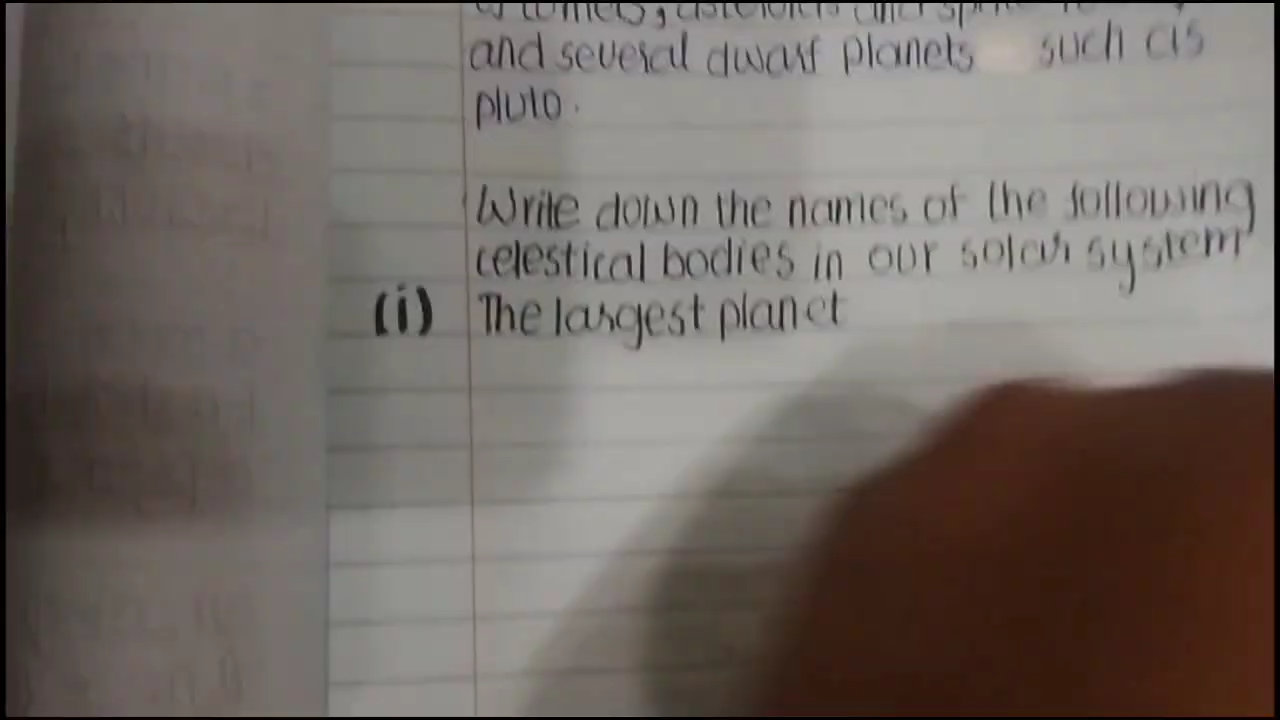 and several dwarf planets such as
pluto.
Write down the names of the following
celestical bodies in our solar system
(i) The largest planet